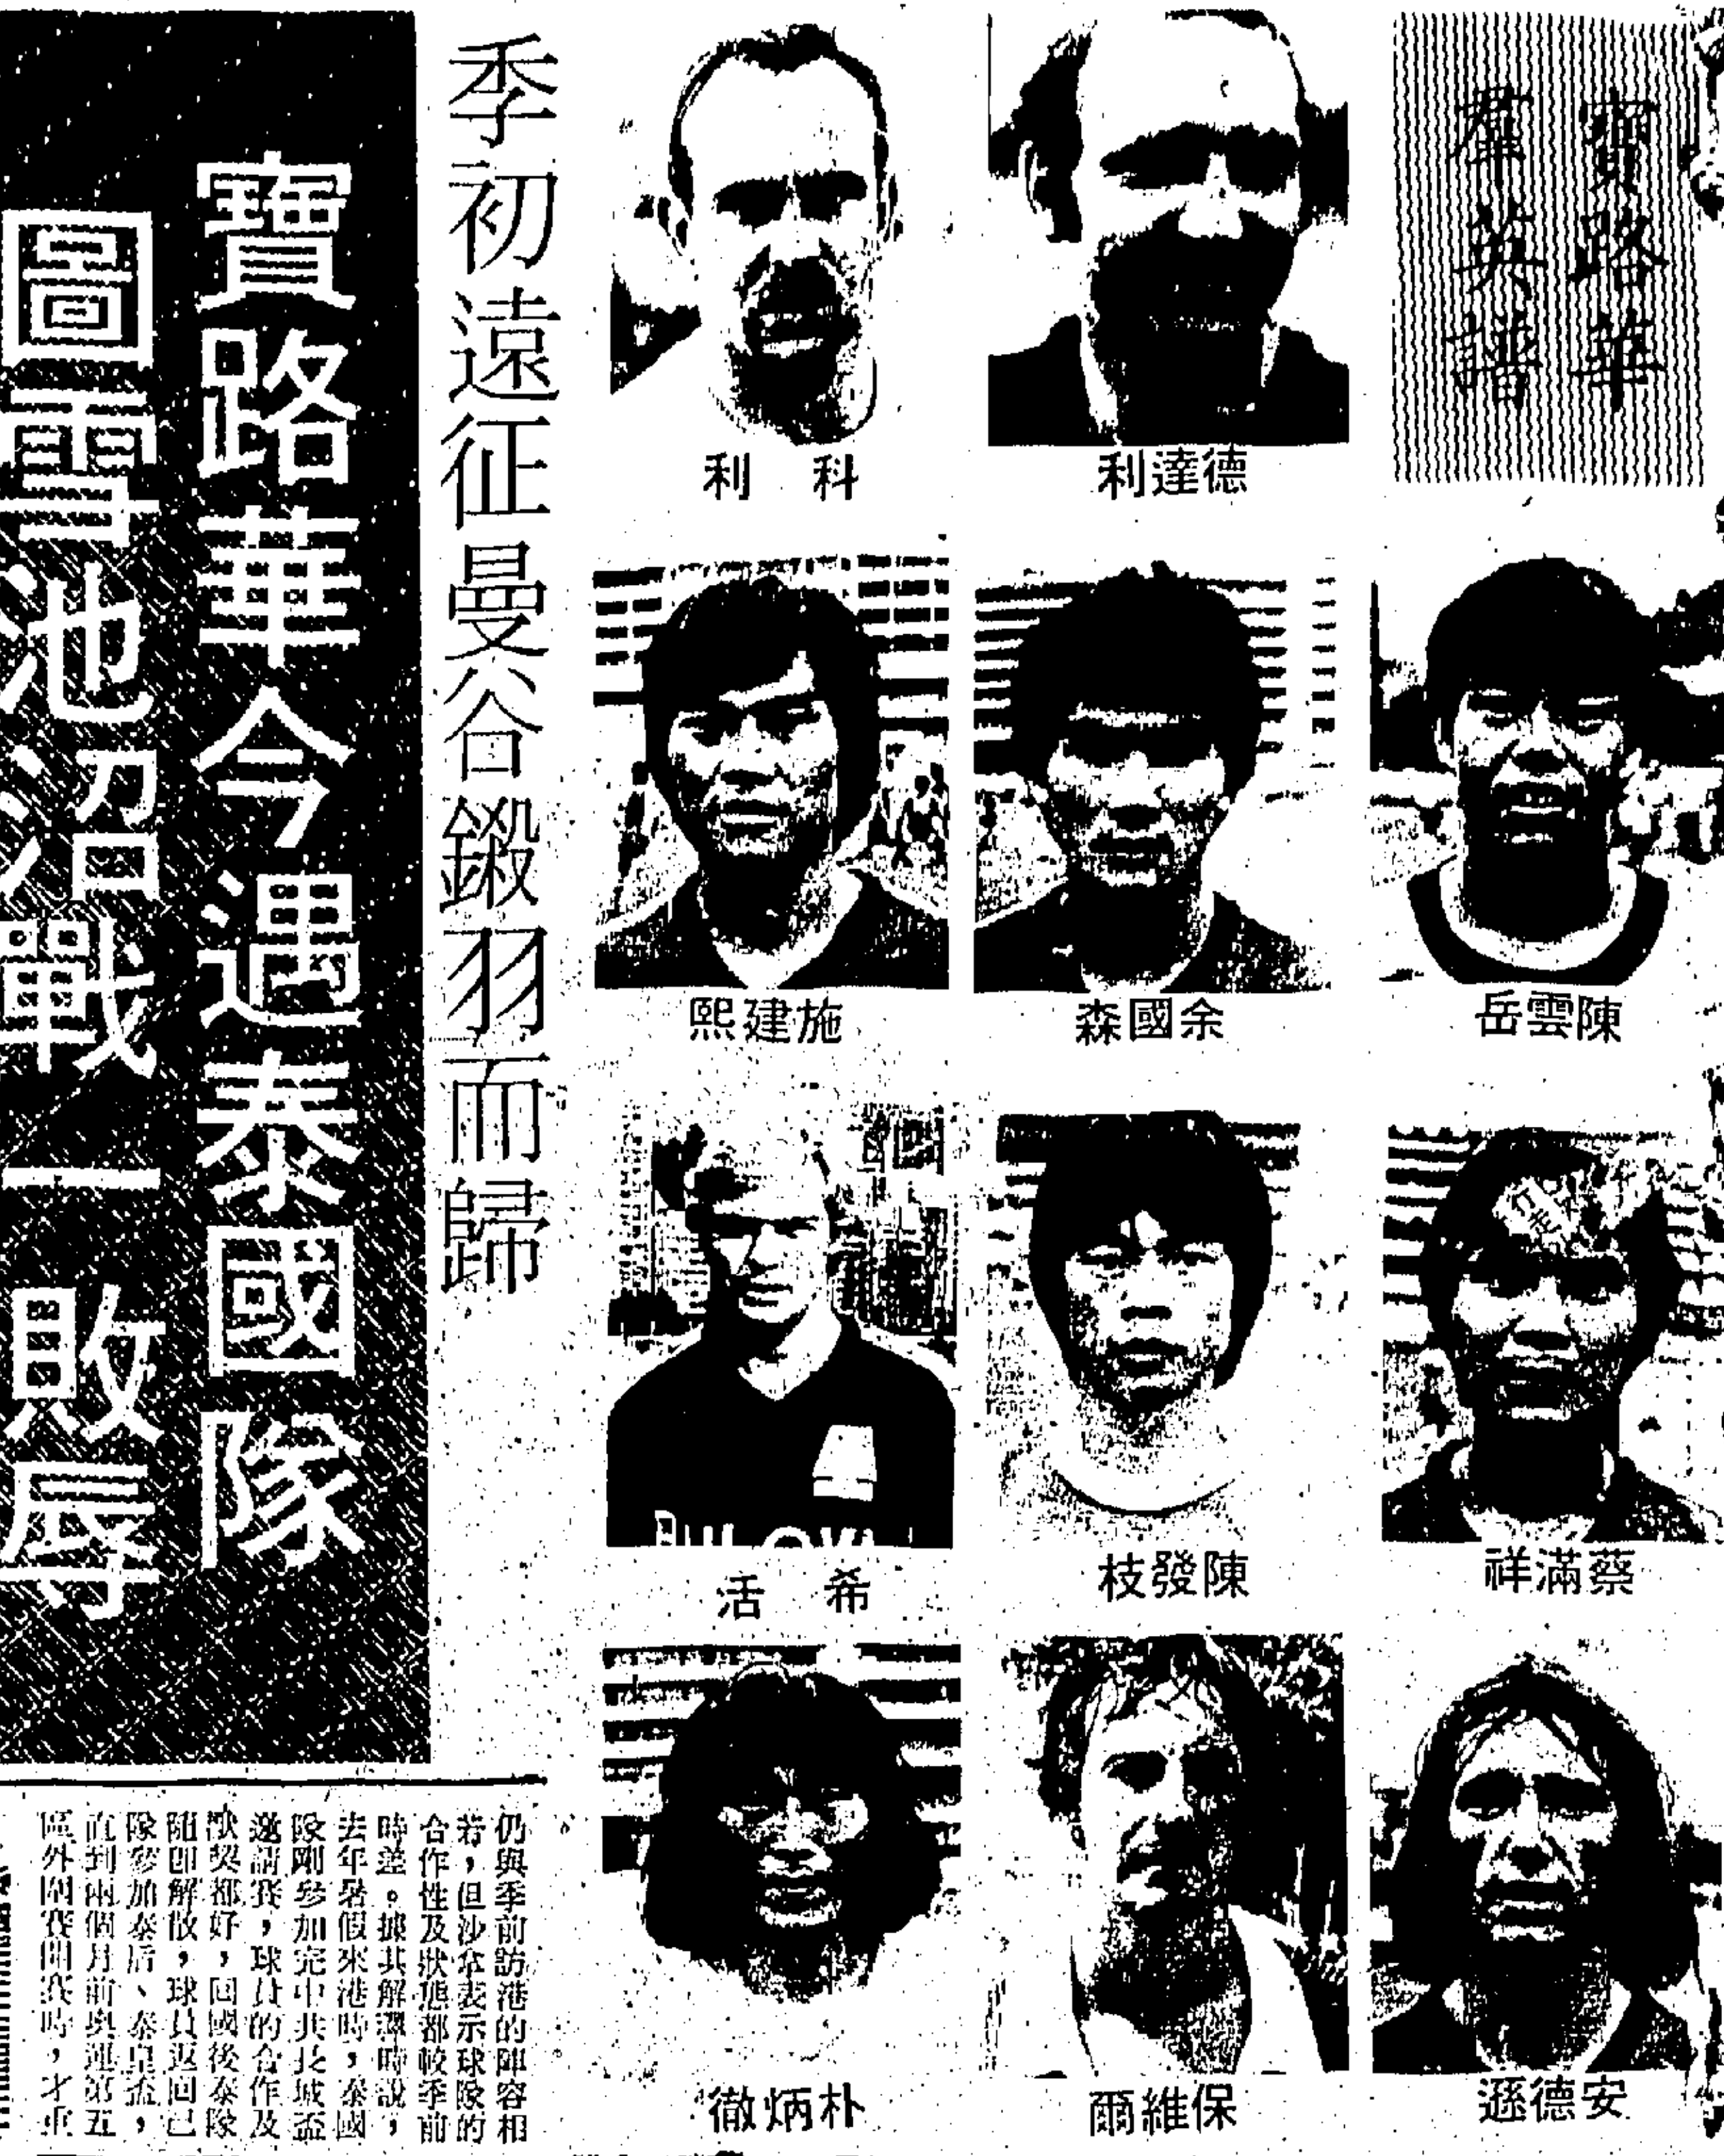 寶路華
羣英譜
德達利
科利
陳雲岳
余國森
施建熙
蔡滿祥
陳發枝
希活
安德遜
保維爾
朴炳徹
季初遠征曼谷鎩羽而歸
寶路華今遇泰國隊
圖雪池沼戰一敗辱
仍與季前訪港的陣容相
若，但沙拿表示球隊的
合作性及狀態都較季前
時差。據其解釋時說，
去年暑假來港時，泰國
隊剛參加完中共長城盃
邀請賽，球員的合作及
默契都好，回國後泰隊
隨即解散，球員返回己
隊參加泰后、泰皇盃，
直到兩個月前奧運第五
區外圍賽開賽時，才重